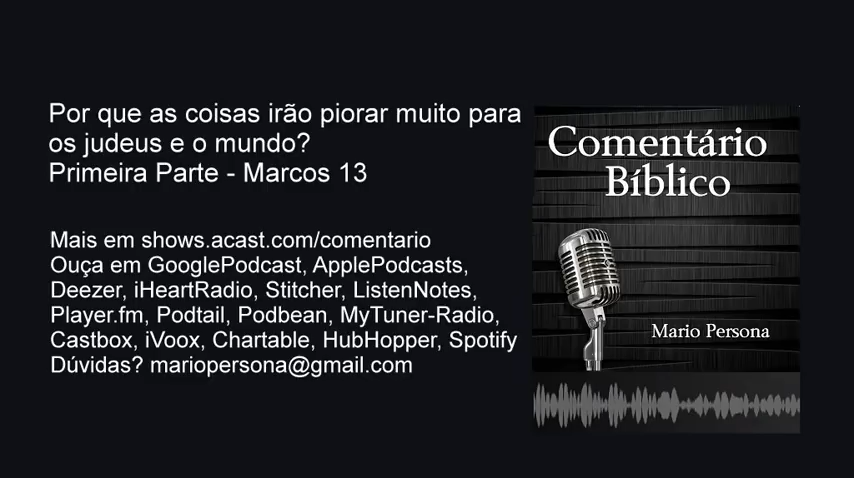 Por que as coisas irão piorar muito para
os judeus e o mundo?
Primeira Parte - Marcos 13
Mais em shows.acast.com/comentario
Ouça em GooglePodcast, ApplePodcasts,
Deezer, iHeartRadio, Stitcher, ListenNotes,
Player.fm, Podtail, Podbean, MyTuner-Radio,
Castbox, iVoox, Chartable, HubHopper, Spotify
Dúvidas? mariopersona@gmail.com
Comentário
Bíblico
Mario Persona